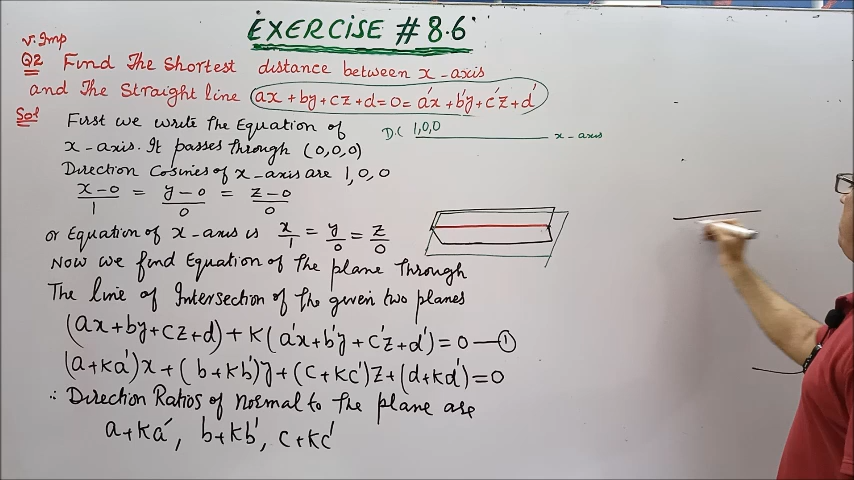 EXERCISE # 8.6
V. Imp
Q2 Find The Shortest distance between x-axis
and The Straight line ax+by+cz+d=0=a'x+b'y+c'z+d'
Sol First we write The Equation of
x-axis. It passes through (0,0,0)
D.C 1,0,0 x-axis
Direction Cosines of x-axis are 1,0,0
x-0/1 = y-0/0 = z-0/0
or Equation of x-axis is x/1 = y/0 = z/0
Now we find Equation of The plane Through
The line of Intersection of The given two planes
(ax+by+cz+d)+K(a'x+b'y+c'z+d')=0—①
(a+Ka')x+(b+Kb')y+(c+Kc')z+(d+Kd')=0
∴ Direction Ratios of Normal to The plane are
a+Ka', b+Kb', c+Kc'